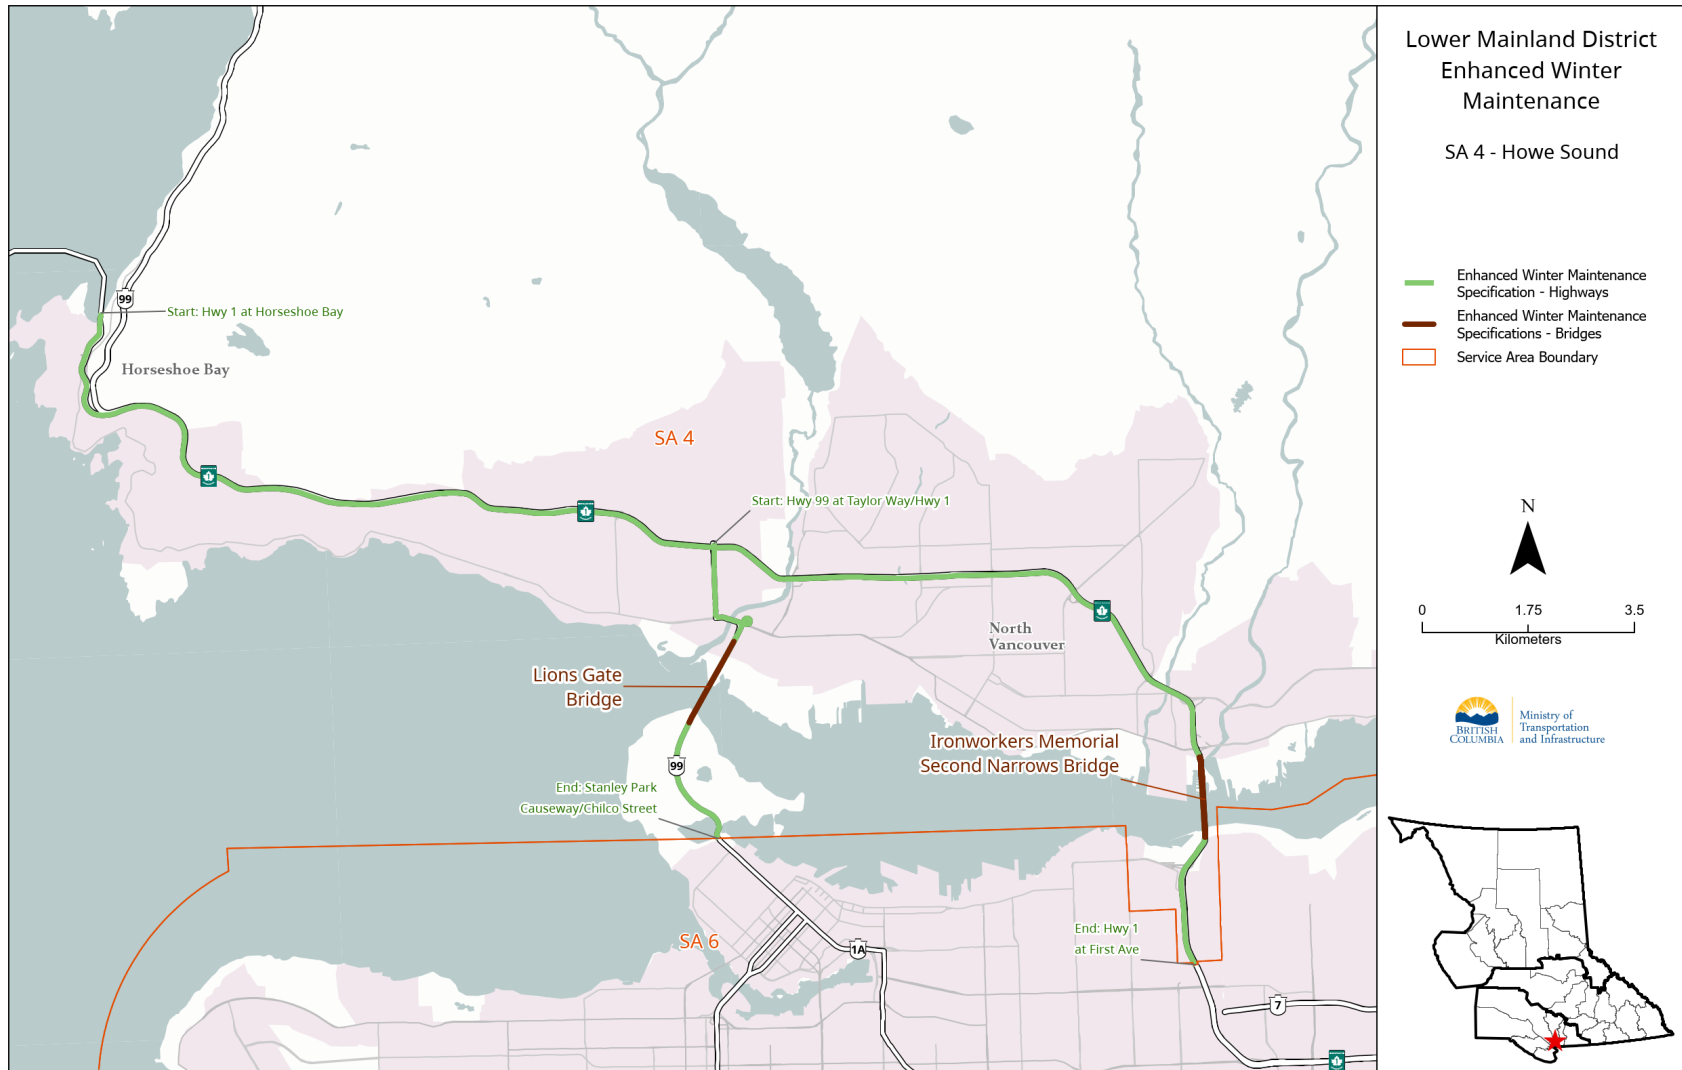 Lower Mainland District
Enhanced Winter
Maintenance
SA 4 - Howe Sound
Enhanced Winter Maintenance
Specification - Highways
Enhanced Winter Maintenance
Specifications - Bridges
Service Area Boundary
N
0 1.75 3.5
Kilometers
BRITISH
COLUMBIA
Ministry of
Transportation
and Infrastructure
99
Start: Hwy 1 at Horseshoe Bay
Horseshoe Bay
SA 4
1
Start: Hwy 99 at Taylor Way/Hwy 1
1
1
North
Vancouver
Lions Gate
Bridge
Ironworkers Memorial
Second Narrows Bridge
99
End: Stanley Park
Causeway/Chilco Street
SA 6
End: Hwy 1
at First Ave
1A
7
1